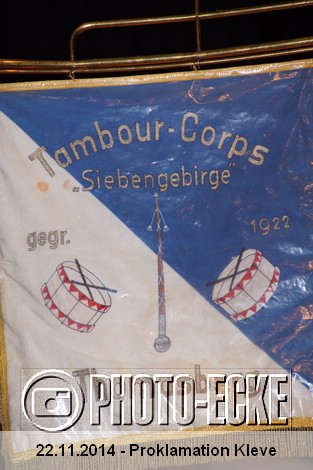 Tambour-Corps
„Siebengebirge“
gegr. 1922
PHOTO-ECKE
22.11.2014 - Proklamation Kleve